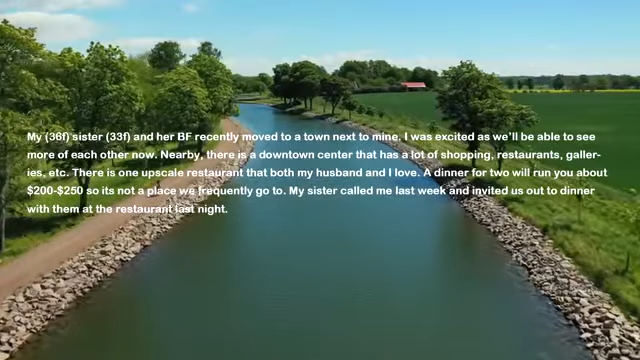 My (36f) sister (33f) and her BF recently moved to a town next to mine. I was excited as we'll be able to see
more of each other now. Nearby, there is a downtown center that has a lot of shopping, restaurants, galler-
ies, etc. There is one upscale restaurant that both my husband and I love. A dinner for two will run you about
$200-$250 so its not a place we frequently go to. My sister called me last week and invited us out to dinner
with them at the restaurant last night.